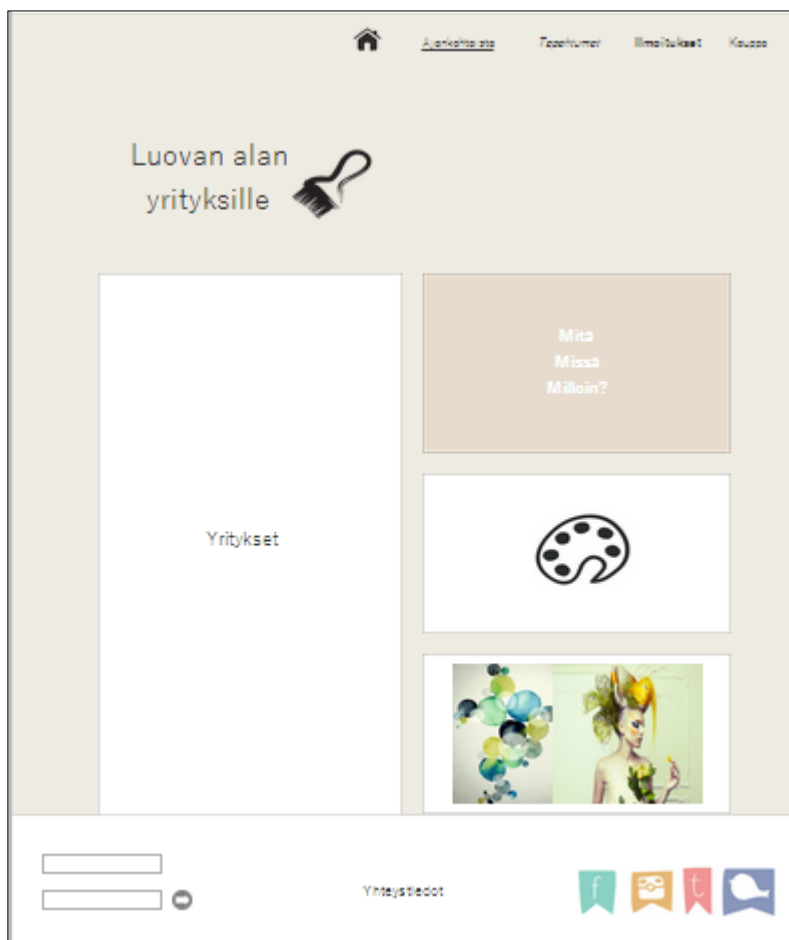 Ajankohtaista Tapahtumat Ilmoitukset Kauppa
Luovan alan
yrityksille
Mitä
Missä
Milloin?
Yritykset
Yhteystiedot
f t